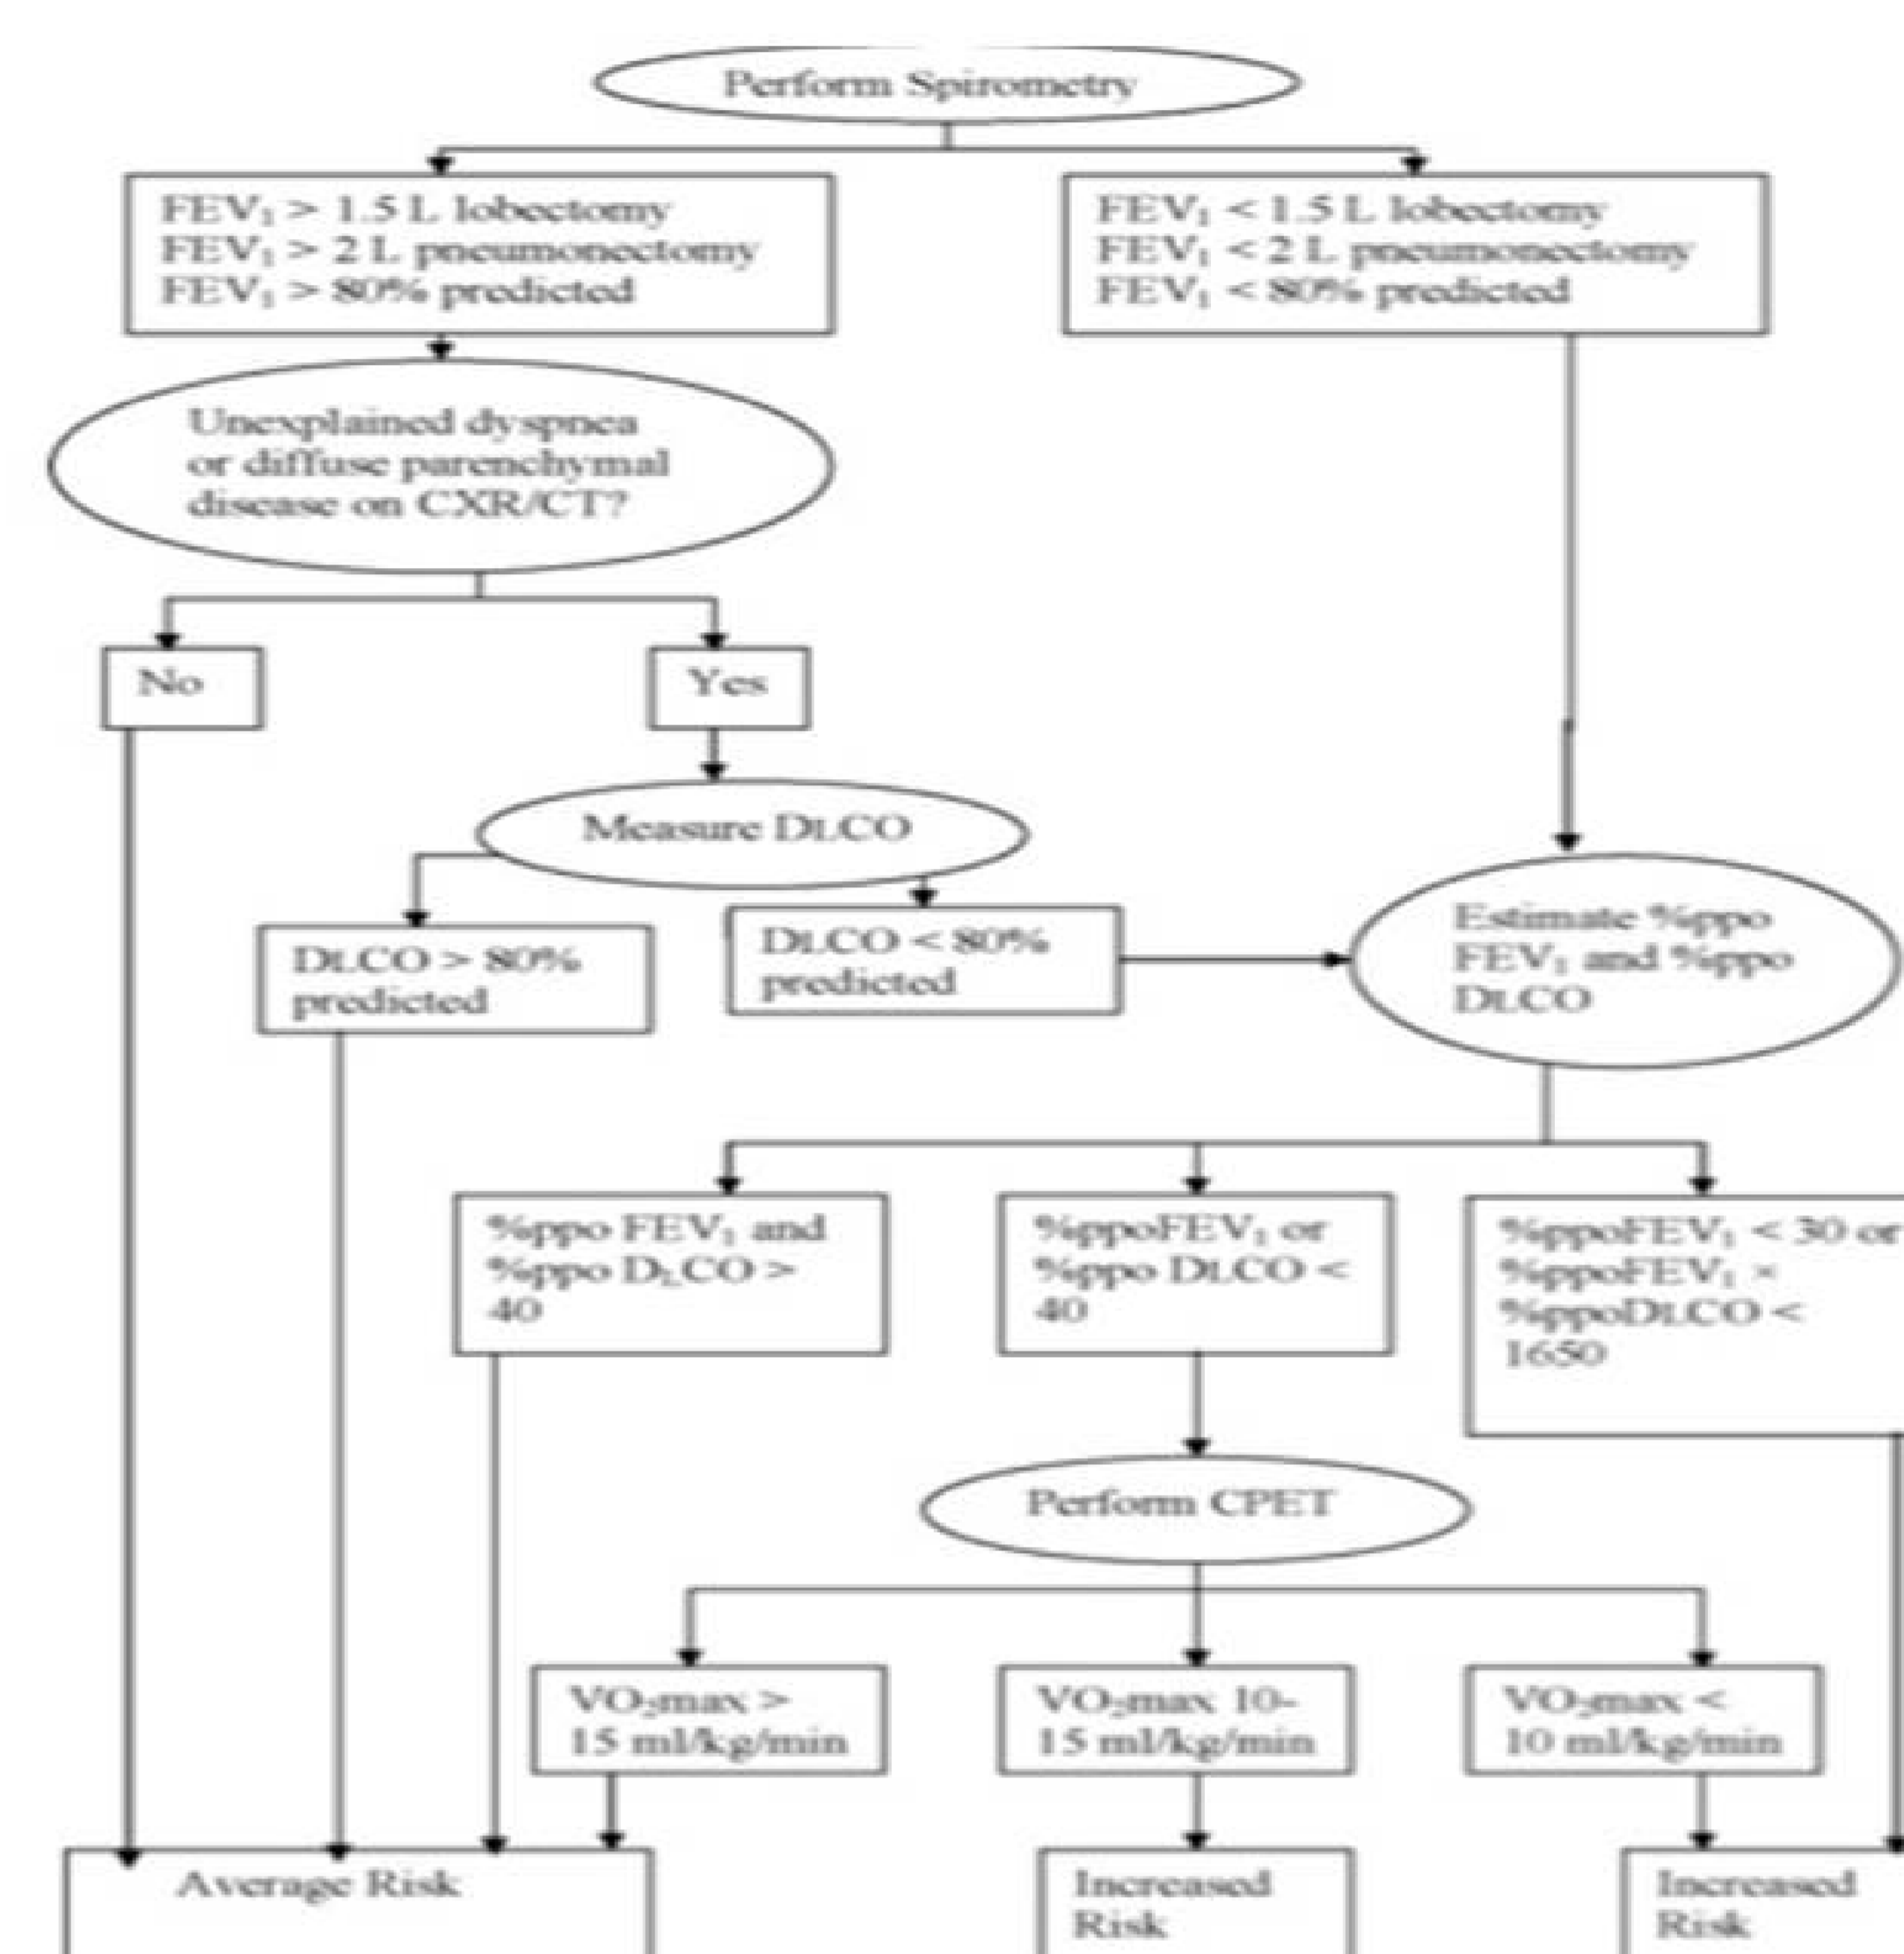 Perform Spirometry
FEV₁ > 1.5 L lobectomy
FEV₁ > 2 L pneumonectomy
FEV₁ > 80% predicted
FEV₁ < 1.5 L lobectomy
FEV₁ < 2 L pneumonectomy
FEV₁ < 80% predicted
Unexplained dyspnea
or diffuse parenchymal
disease on CXR/CT?
No
Yes
Measure DLCO
DLCO > 80%
predicted
DLCO < 80%
predicted
Estimate %ppo
FEV₁ and %ppo
DLCO
%ppo FEV₁ and
%ppo DLCO >
40
%ppoFEV₁ or
%ppo DLCO <
40
%ppoFEV₁ < 30 or
%ppoFEV₁ ×
%ppoDLCO <
1650
Perform CPET
VO₂max >
15 ml/kg/min
VO₂max 10-
15 ml/kg/min
VO₂max <
10 ml/kg/min
Average Risk
Increased
Risk
Increased
Risk